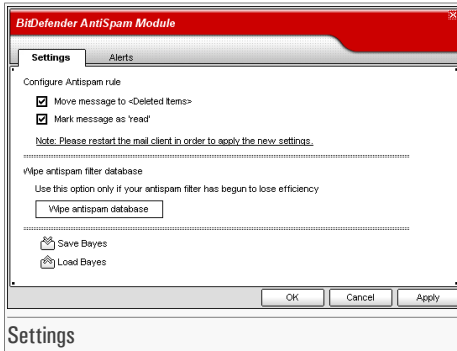 BitDefender AntiSpam Module
Settings Alerts
Configure Antispam rule
Move message to <Deleted Items>
Mark message as 'read'
Note: Please restart the mail client in order to apply the new settings.
Wipe antispam filter database
Use this option only if your antispam filter has begun to lose efficiency
Wipe antispam database
Save Bayes
Load Bayes
OK Cancel Apply
Settings